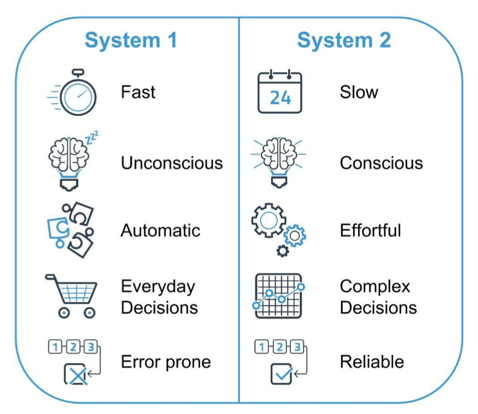 System 1
System 2
Fast
24
Slow
zzz
Unconscious
Conscious
Automatic
Effortful
Everyday
Decisions
Complex
Decisions
1 2 3
Error prone
1 2 3
Reliable